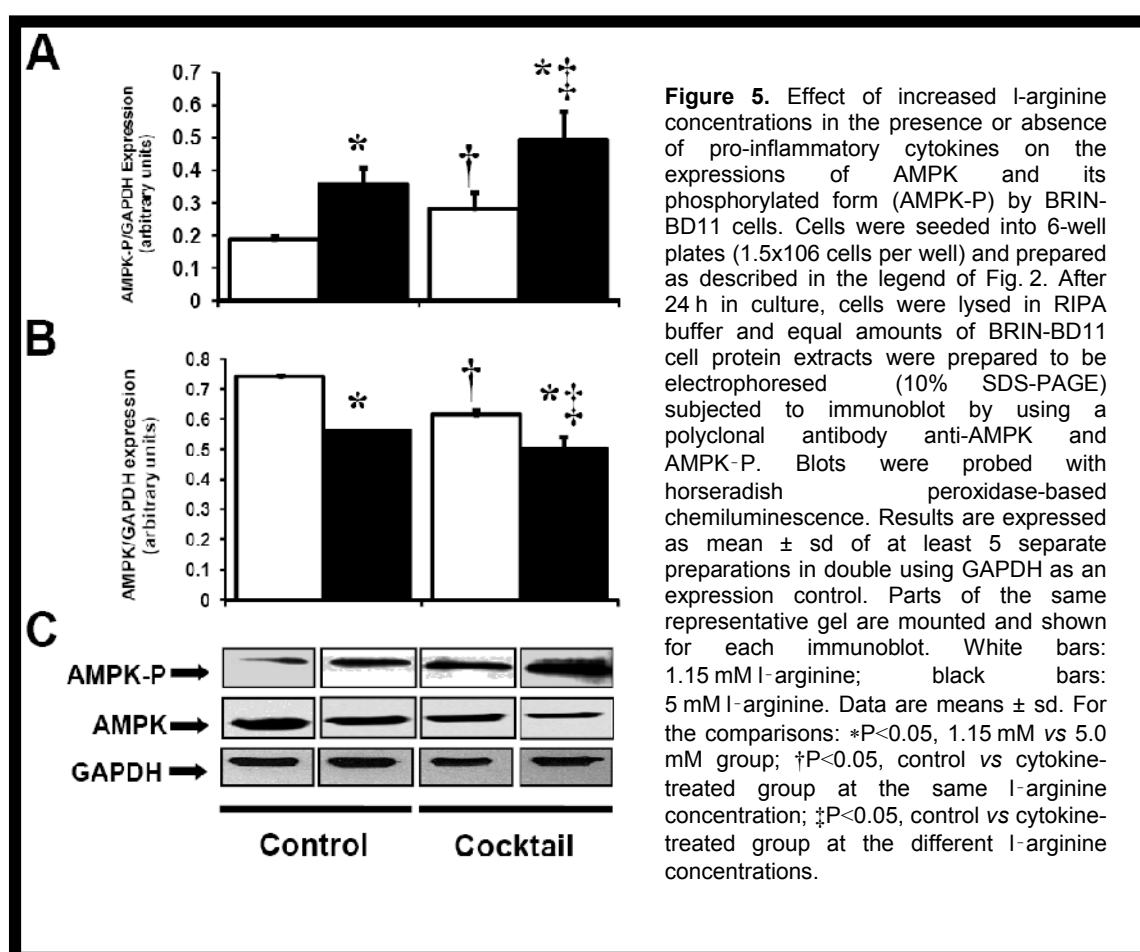 A
AMPK-P/GAPDH Expression
(arbitrary units)
0.7
0.6
0.5
0.4
0.3
0.2
0.1
0
*
†
*‡
B
AMPK/GAPDH expression
(arbitrary units)
0.8
0.7
0.6
0.5
0.4
0.3
0.2
0.1
0
*
†
*‡
C
AMPK-P
AMPK
GAPDH
Control
Cocktail
Figure 5. Effect of increased l-arginine
concentrations in the presence or absence
of pro-inflammatory cytokines on the
expressions of AMPK and its
phosphorylated form (AMPK-P) by BRIN-
BD11 cells. Cells were seeded into 6-well
plates (1.5x106 cells per well) and prepared
as described in the legend of Fig. 2. After
24 h in culture, cells were lysed in RIPA
buffer and equal amounts of BRIN-BD11
cell protein extracts were prepared to be
electrophoresed (10% SDS-PAGE)
subjected to immunoblot by using a
polyclonal antibody anti-AMPK and
AMPK-P. Blots were probed with
horseradish peroxidase-based
chemiluminescence. Results are expressed
as mean ± sd of at least 5 separate
preparations in double using GAPDH as an
expression control. Parts of the same
representative gel are mounted and shown
for each immunoblot. White bars:
1.15 mM l-arginine; black bars:
5 mM l-arginine. Data are means ± sd. For
the comparisons: *P<0.05, 1.15 mM vs 5.0
mM group; †P<0.05, control vs cytokine-
treated group at the same l-arginine
concentration; ‡P<0.05, control vs cytokine-
treated group at the different l-arginine
concentrations.